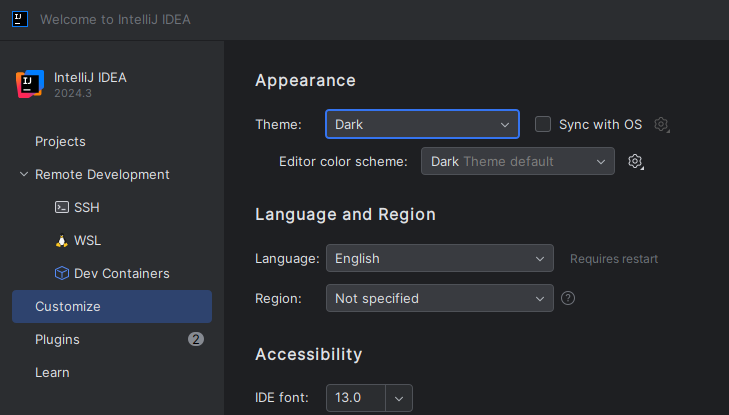 Welcome to IntelliJ IDEA
IntelliJ IDEA
2024.3
Projects
Remote Development
SSH
WSL
Dev Containers
Customize
Plugins 2
Learn
Appearance
Theme: Dark Sync with OS
Editor color scheme: Dark Theme default
Language and Region
Language: English Requires restart
Region: Not specified ?
Accessibility
IDE font: 13.0